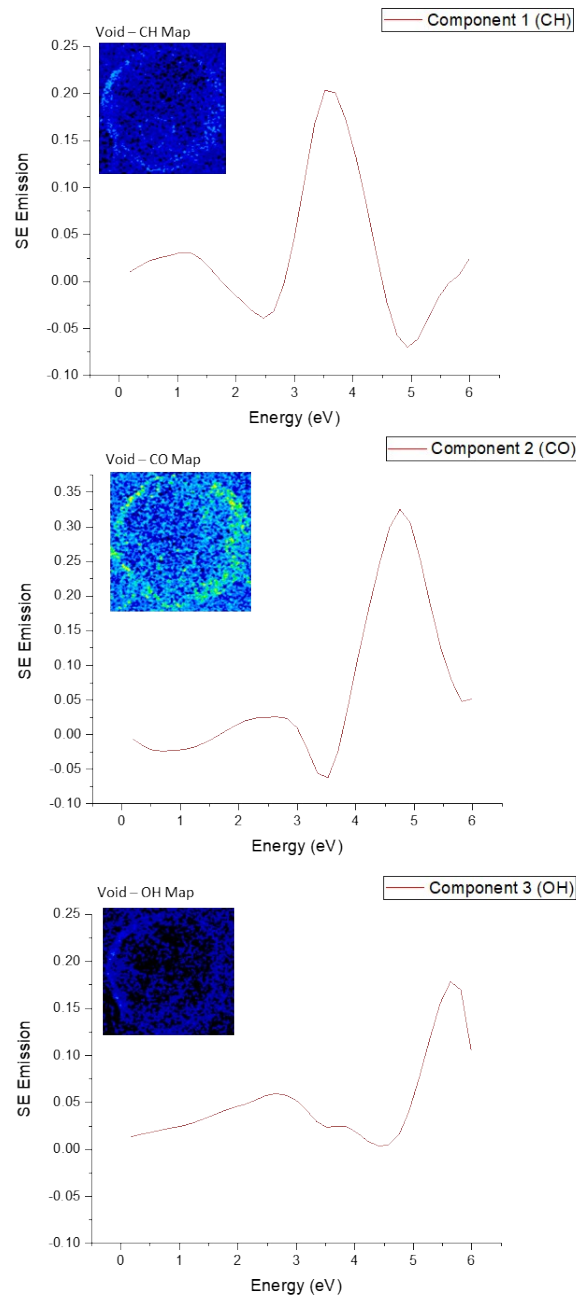 Component 1 (CH)
Void – CH Map
0.25
0.20
0.15
0.10
0.05
0.00
-0.05
-0.10
SE Emission
0 1 2 3 4 5 6
Energy (eV)
Component 2 (CO)
Void – CO Map
0.35
0.30
0.25
0.20
0.15
0.10
0.05
0.00
-0.05
-0.10
SE Emission
0 1 2 3 4 5 6
Energy (eV)
Component 3 (OH)
Void – OH Map
0.25
0.20
0.15
0.10
0.05
0.00
-0.05
-0.10
SE Emission
0 1 2 3 4 5 6
Energy (eV)